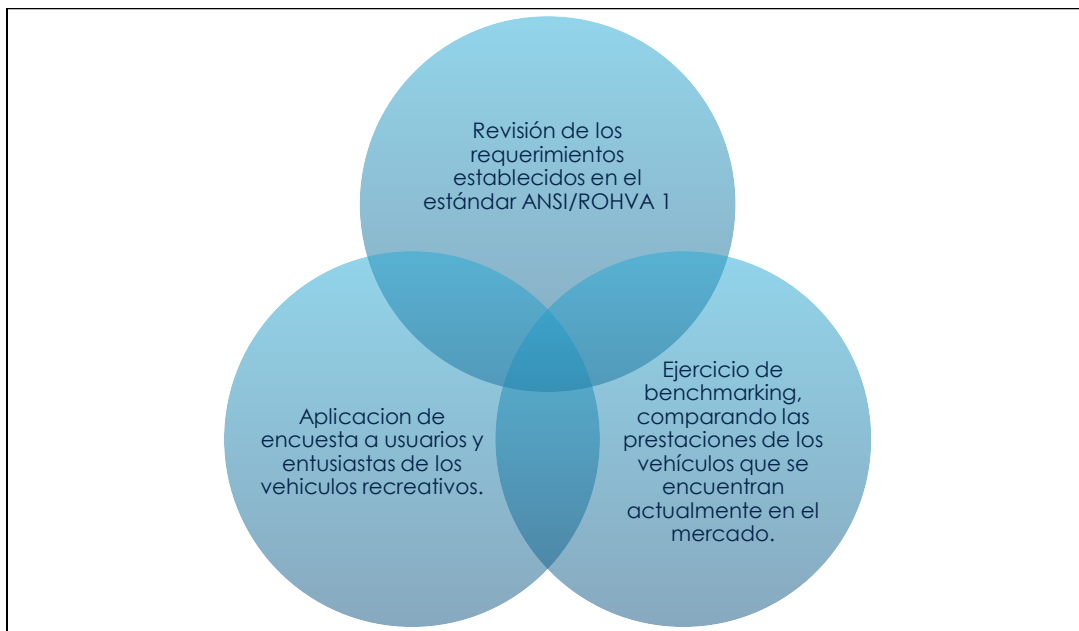 Revisión de los
requerimientos
establecidos en el
estándar ANSI/ROHVA 1
Aplicacion de
encuesta a usuarios y
entusiastas de los
vehiculos recreativos.
Ejercicio de
benchmarking,
comparando las
prestaciones de los
vehículos que se
encuentran
actualmente en el
mercado.